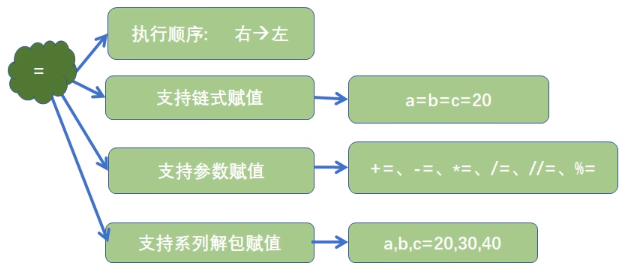 =
执行顺序: 右→左
支持链式赋值
a=b=c=20
支持参数赋值
+=、-=、*=、/=、//=、%=
支持系列解包赋值
a,b,c=20,30,40